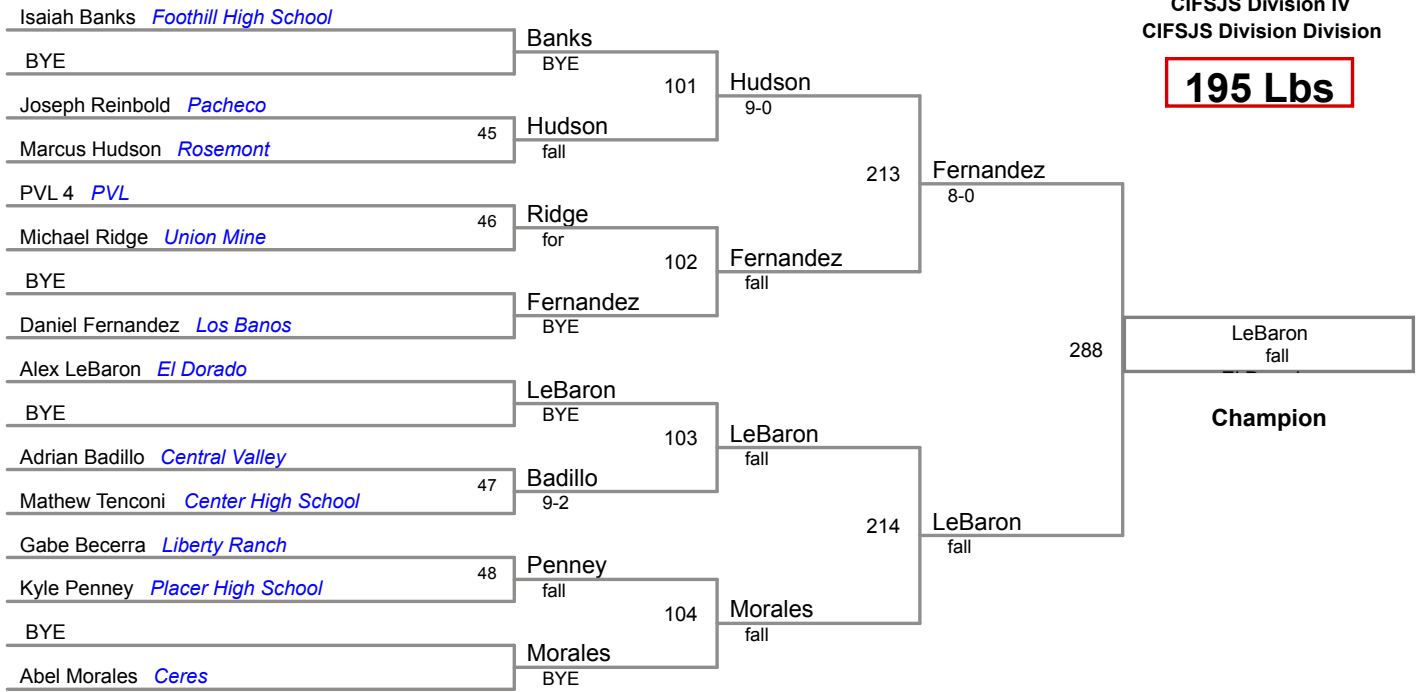 CIFSJS Division IV
CIFSJS Division Division
195 Lbs
Isaiah Banks Foothill High School
BYE
Joseph Reinbold Pacheco
Marcus Hudson Rosemont
PVL 4 PVL
Michael Ridge Union Mine
BYE
Daniel Fernandez Los Banos
Alex LeBaron El Dorado
BYE
Adrian Badillo Central Valley
Mathew Tenconi Center High School
Gabe Becerra Liberty Ranch
Kyle Penney Placer High School
BYE
Abel Morales Ceres
45
46
47
48
Banks
BYE
Hudson
fall
Ridge
for
Fernandez
BYE
LeBaron
BYE
Badillo
9-2
Penney
fall
Morales
BYE
101
102
103
104
Hudson
9-0
Fernandez
fall
LeBaron
fall
Morales
fall
213
214
Fernandez
8-0
LeBaron
fall
288
LeBaron
fall
Champion